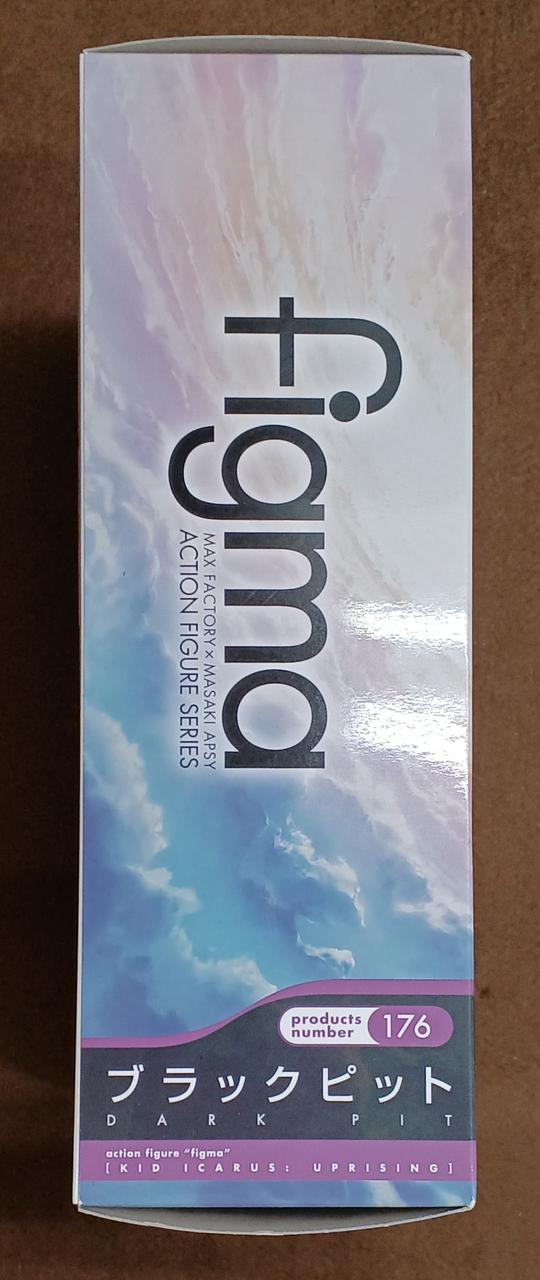 figma
MAX FACTORY×MASAKI APSY
ACTION FIGURE SERIES
products
number
176
ブラックピット
DARK PIT
action figure "figma"
[KID ICARUS: UPRISING]